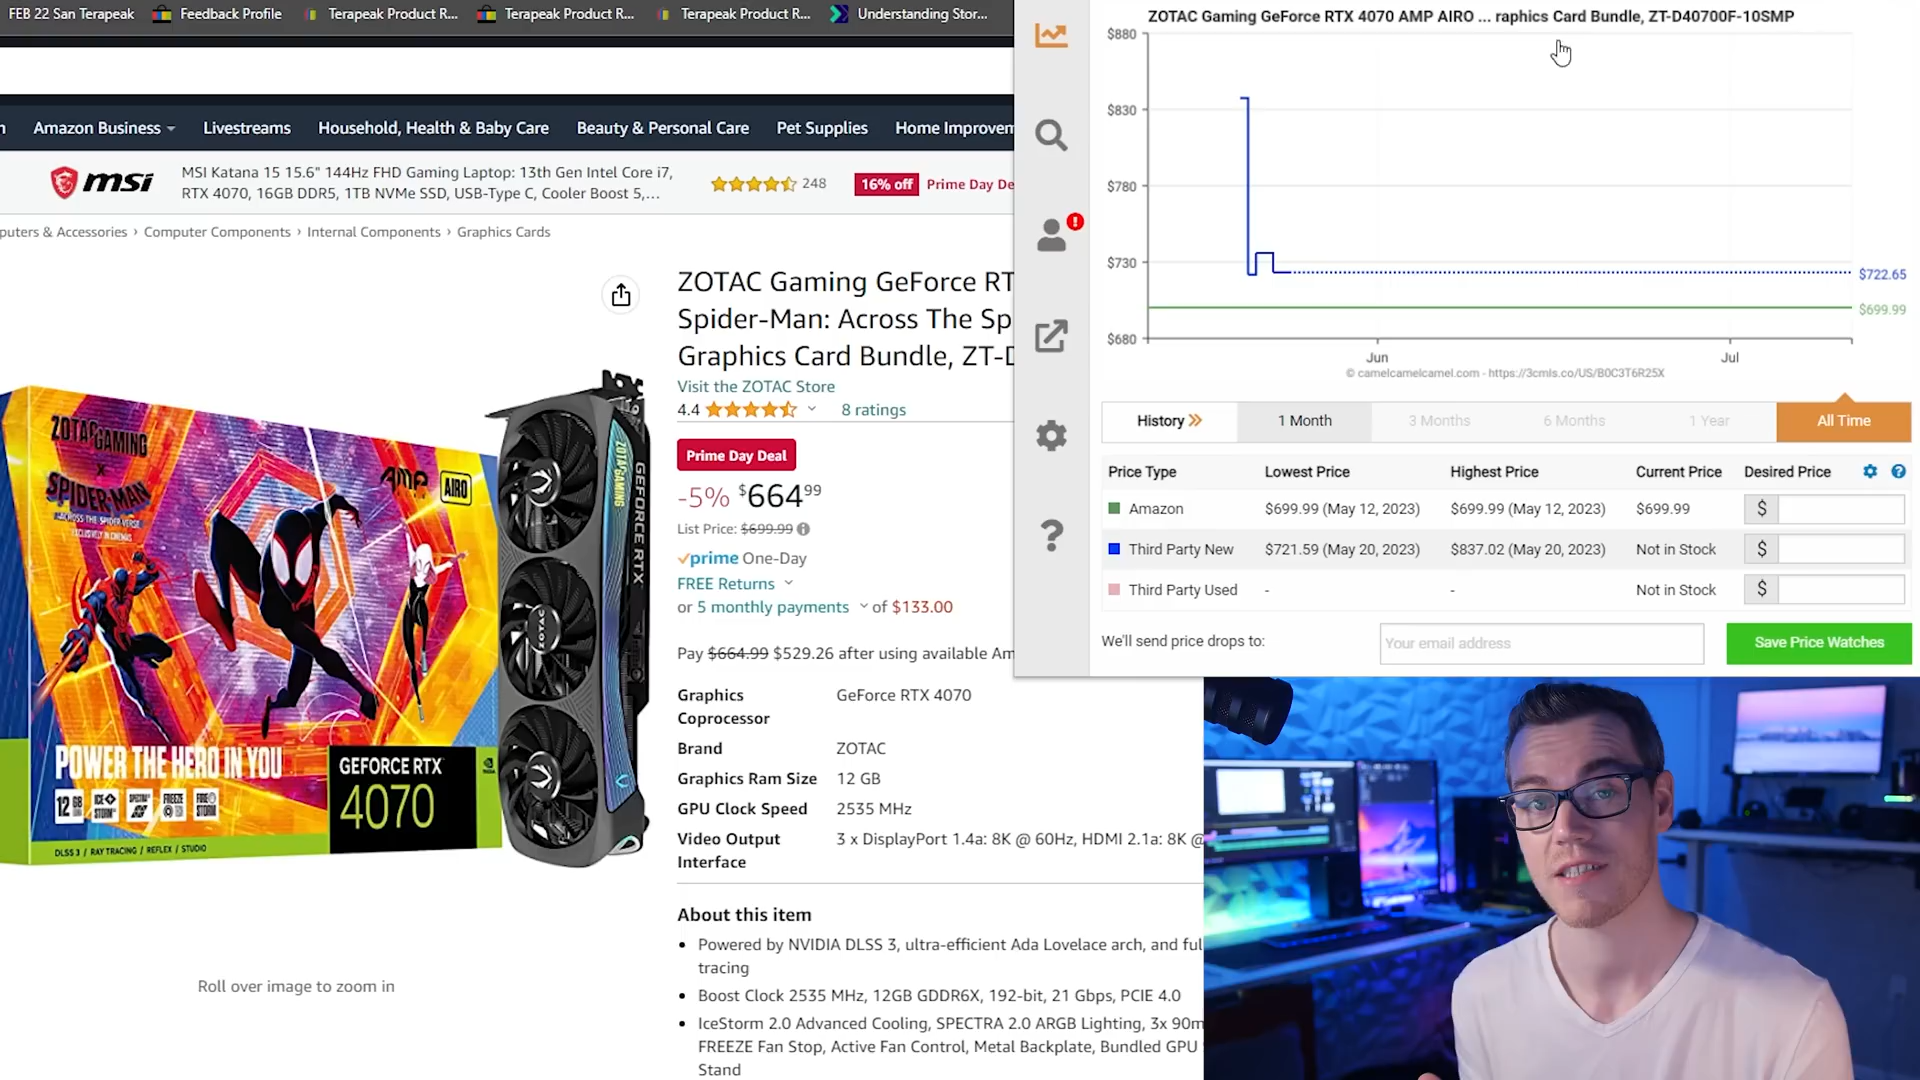 FEB 22 San Terapeak
Feedback Profile
Terapeak Product R...
Terapeak Product R...
Terapeak Product R...
Understanding Stor...
Amazon Business
Livestreams
Household, Health & Baby Care
Beauty & Personal Care
Pet Supplies
Home Improvem
msi
MSI Katana 15 15.6" 144Hz FHD Gaming Laptop: 13th Gen Intel Core i7,
RTX 4070, 16GB DDR5, 1TB NVMe SSD, USB-Type C, Cooler Boost 5,...
248
16% off
Prime Day De
puters & Accessories › Computer Components › Internal Components › Graphics Cards
ZOTAC Gaming GeForce RT
Spider-Man: Across The Sp
Graphics Card Bundle, ZT-D
Visit the ZOTAC Store
4.4
8 ratings
Prime Day Deal
-5% $664 99
List Price: $699.99
prime One-Day
FREE Returns
or 5 monthly payments of $133.00
Pay $664.99 $529.26 after using available Am
Graphics Coprocessor GeForce RTX 4070
Brand ZOTAC
Graphics Ram Size 12 GB
GPU Clock Speed 2535 MHz
Video Output Interface 3 x DisplayPort 1.4a: 8K @ 60Hz, HDMI 2.1a: 8K @
About this item
• Powered by NVIDIA DLSS 3, ultra-efficient Ada Lovelace arch, and ful
tracing
• Boost Clock 2535 MHz, 12GB GDDR6X, 192-bit, 21 Gbps, PCIE 4.0
• IceStorm 2.0 Advanced Cooling, SPECTRA 2.0 ARGB Lighting, 3x 90m
FREEZE Fan Stop, Active Fan Control, Metal Backplate, Bundled GPU
Stand
ZOTAC GAMING
X
SPIDER-MAN
ACROSS THE SPIDER-VERSE
EXCLUSIVELY IN CINEMAS
AMP
AIRO
POWER THE HERO IN YOU
GEFORCE RTX
4070
12 GB
DLSS 3 / RAY TRACING / REFLEX / STUDIO
ZOTAC GAMING
GEFORCE RTX
ZOTAC
Roll over image to zoom in
ZOTAC Gaming GeForce RTX 4070 AMP AIRO ... raphics Card Bundle, ZT-D40700F-10SMP
$880
$830
$780
$730
$680
$722.65
$699.99
Jun
Jul
© camelcamelcamel.com - https://3cmls.co/US/B0C3T6R25X
History
1 Month
3 Months
6 Months
1 Year
All Time
Price Type Lowest Price Highest Price Current Price Desired Price
Amazon $699.99 (May 12, 2023) $699.99 (May 12, 2023) $699.99 $
Third Party New $721.59 (May 20, 2023) $837.02 (May 20, 2023) Not in Stock $
Third Party Used - - Not in Stock $
We'll send price drops to:
Your email address
Save Price Watches